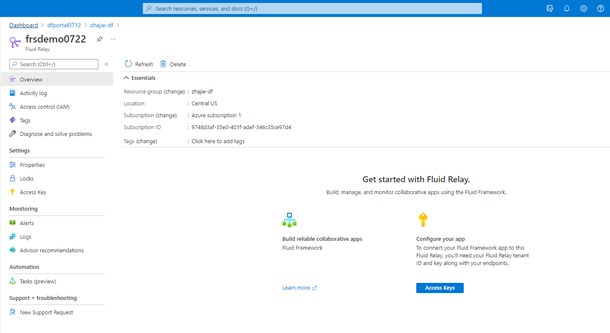 Search resources, services, and docs (G+/)
Dashboard > dfportal0712 > zhajie-df >
frsdemo0722
Fluid Relay
Search (Ctrl+/)
Overview
Activity log
Access control (IAM)
Tags
Diagnose and solve problems
Settings
Properties
Locks
Access Key
Monitoring
Alerts
Logs
Advisor recommendations
Automation
Tasks (preview)
Support + troubleshooting
New Support Request
Refresh Delete
Essentials
Resource group (change) : zhajie-df
Location : Central US
Subscription (change) : Azure subscription 1
Subscription ID : 9748d3af-35e0-401f-adef-346c35ce97d4
Tags (change) : Click here to add tags
Get started with Fluid Relay.
Build, manage, and monitor collaborative apps using the Fluid Framework.
Build reliable collaborative apps
Fluid Framework
Learn more
Configure your app
To connect your Fluid Framework app to this
Fluid Relay, you'll need your Fluid Relay tenant
ID and key along with your endpoints.
Access Keys